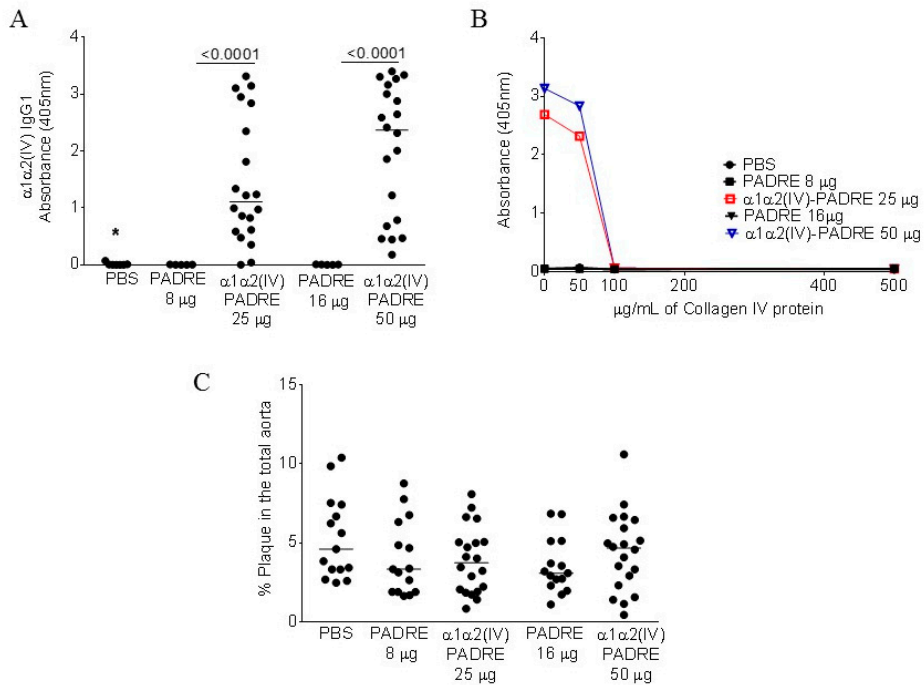 A
α1α2(IV) IgG1
Absorbance (405nm)
4
3
2
1
0
<0.0001
<0.0001
*
PBS
PADRE
8 μg
α1α2(IV)
PADRE
25 μg
PADRE
16 μg
α1α2(IV)
PADRE
50 μg
B
Absorbance (405nm)
4
3
2
1
0
PBS
PADRE 8 μg
α1α2(IV)-PADRE 25 μg
PADRE 16μg
α1α2(IV)-PADRE 50 μg
0 50 100 200 400 500
μg/mL of Collagen IV protein
C
% Plaque in the total aorta
15
10
5
0
PBS
PADRE
8 μg
α1α2(IV)
PADRE
25 μg
PADRE
16 μg
α1α2(IV)
PADRE
50 μg